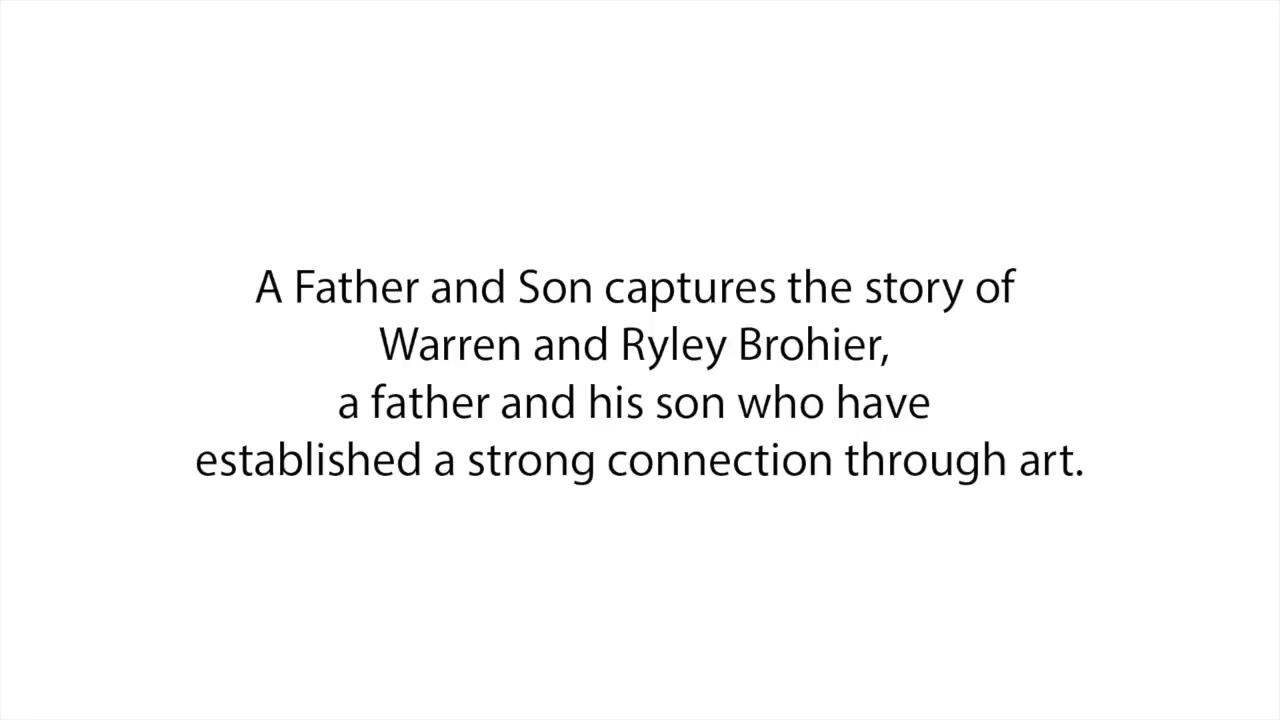 A Father and Son captures the story of
Warren and Ryley Brohier,
a father and his son who have
established a strong connection through art.